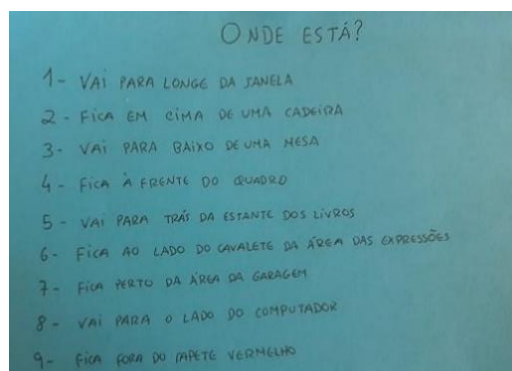 ONDE ESTÁ?
1- VAI PARA LONGE DA JANELA
2- FICA EM CIMA DE UMA CADEIRA
3- VAI PARA BAIXO DE UMA MESA
4- FICA À FRENTE DO QUADRO
5- VAI PARA TRÁS DA ESTANTE DOS LIVROS
6- FICA AO LADO DO CAVALETE DA ÁREA DAS EXPRESSÕES
7- FICA PERTO DA ÁREA DA GARAGEM
8- VAI PARA O LADO DO COMPUTADOR
9- FICA FORA DO TAPETE VERMELHO